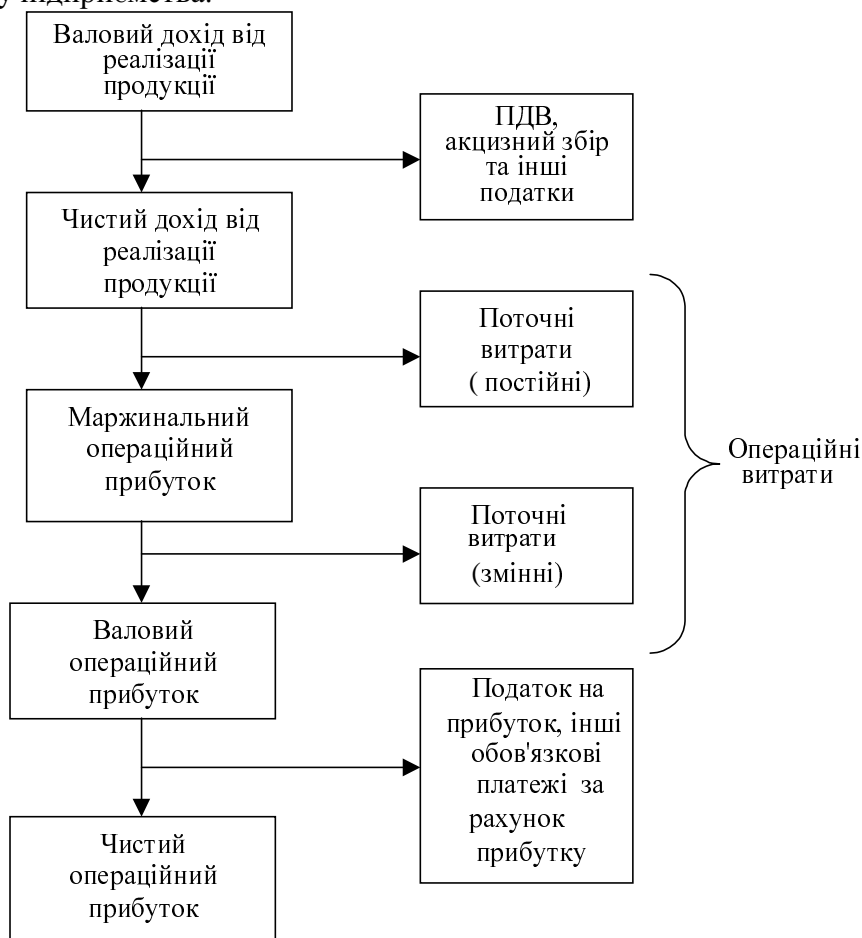 у підприємства.
Валовий дохід від
реалізації
продукції
ПДВ,
акцизний збір
та інші
податки
Чистий дохід від
реалізації
продукції
Поточні
витрати
( постійні)
Маржинальний
операційний
прибуток
Операційні
витрати
Поточні
витрати
(змінні)
Валовий
операційний
прибуток
Податок на
прибуток, інші
обов'язкові
платежі за
рахунок
прибутку
Чистий
операційний
прибуток